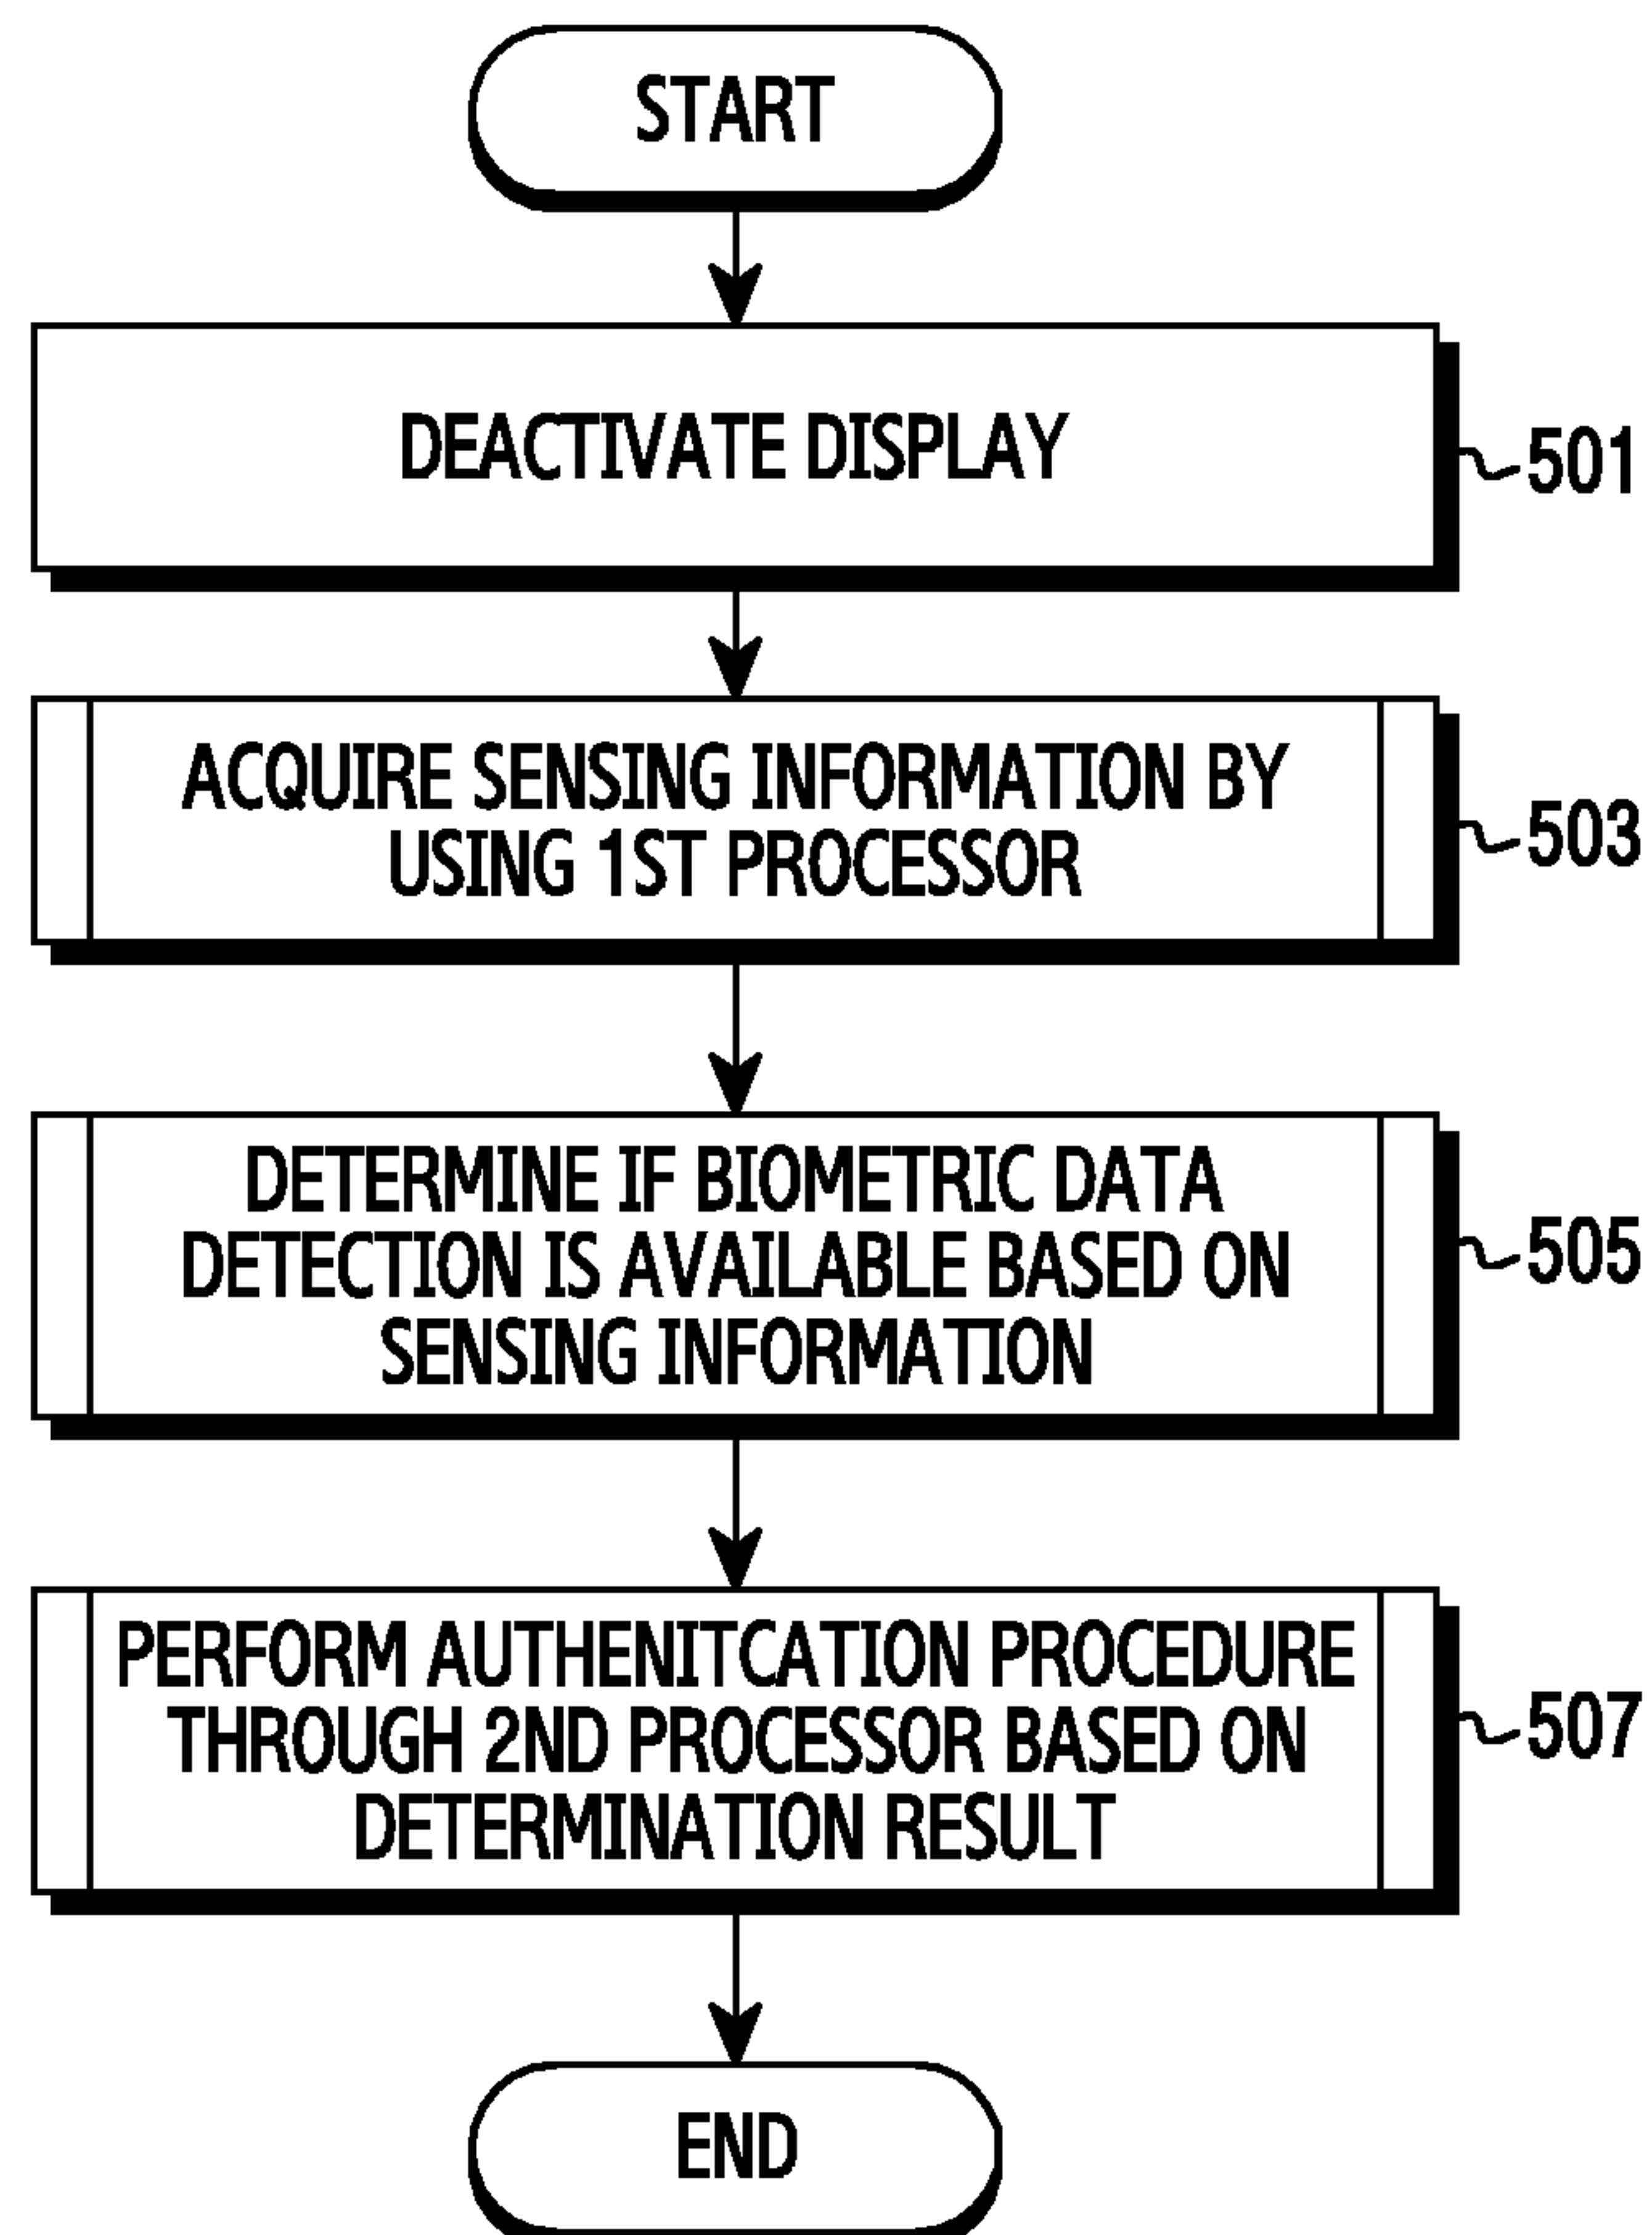 START
DEACTIVATE DISPLAY
501
ACQUIRE SENSING INFORMATION BY
USING 1ST PROCESSOR
503
DETERMINE IF BIOMETRIC DATA
DETECTION IS AVAILABLE BASED ON
SENSING INFORMATION
505
PERFORM AUTHENITCATION PROCEDURE
THROUGH 2ND PROCESSOR BASED ON
DETERMINATION RESULT
507
END